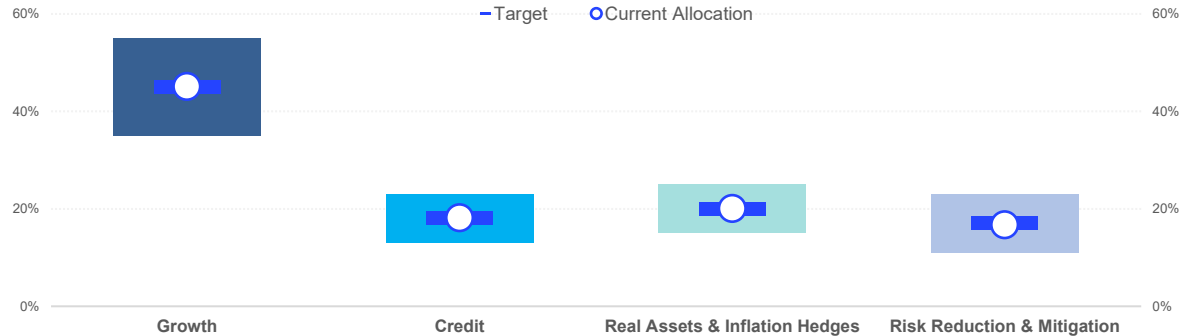 Target Current Allocation
60% 60%
40% 40%
20% 20%
0% 0%
Growth Credit Real Assets & Inflation Hedges Risk Reduction & Mitigation